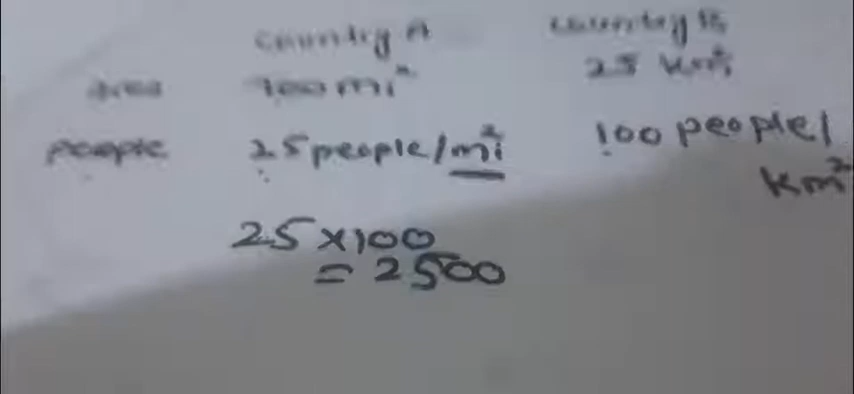 country A country B
area 100 mi² 25 km²
people 25 people/mi² 100 people/
km²
25 × 100
= 2500